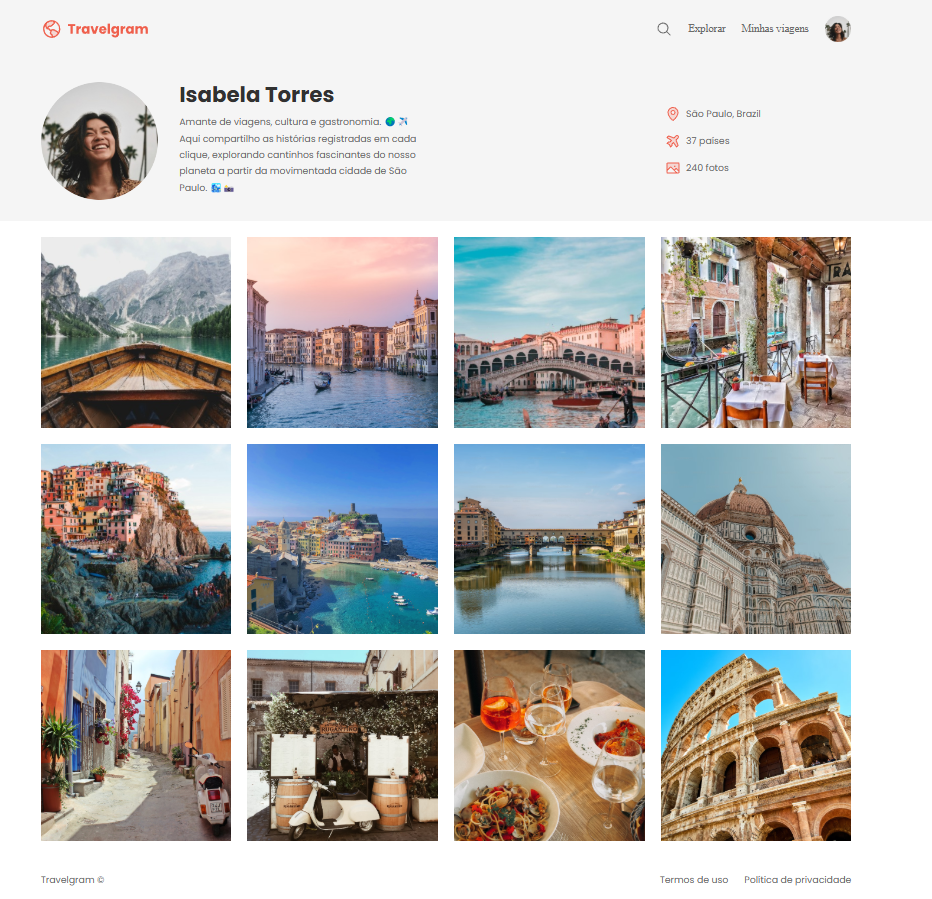 Travelgram
Explorar
Minhas viagens
Isabela Torres
Amante de viagens, cultura e gastronomia. 🌍 ✈️
Aqui compartilho as histórias registradas em cada
clique, explorando cantinhos fascinantes do nosso
planeta a partir da movimentada cidade de São
Paulo. 🏄 📸
São Paulo, Brazil
37 países
240 fotos
TRA
Travelgram ©
Termos de uso
Política de privacidade